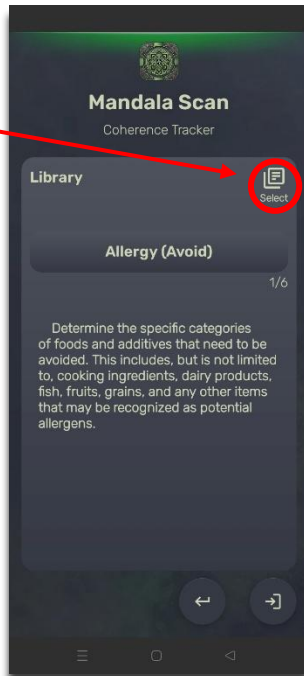 Mandala Scan
Coherence Tracker
Library
Select
Allergy (Avoid)
1/6
Determine the specific categories
of foods and additives that need to be
avoided. This includes, but is not limited
to, cooking ingredients, dairy products,
fish, fruits, grains, and any other items
that may be recognized as potential
allergens.